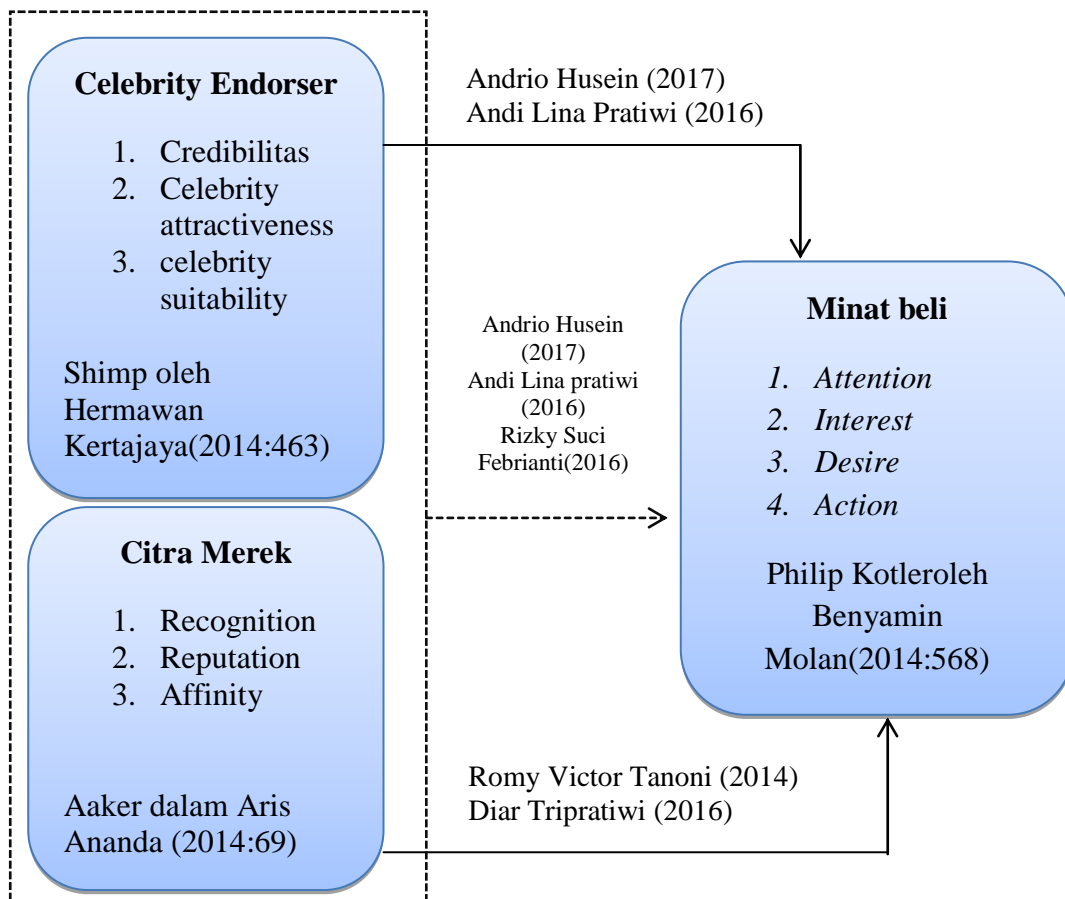 Celebrity Endorser
1. Credibilitas
2. Celebrity
attractiveness
3. celebrity
suitability
Shimp oleh
Hermawan
Kertajaya(2014:463)
Citra Merek
1. Recognition
2. Reputation
3. Affinity
Aaker dalam Aris
Ananda (2014:69)
Andrio Husein (2017)
Andi Lina Pratiwi (2016)
Andrio Husein
(2017)
Andi Lina pratiwi
(2016)
Rizky Suci
Febrianti(2016)
Romy Victor Tanoni (2014)
Diar Tripratiwi (2016)
Minat beli
1. Attention
2. Interest
3. Desire
4. Action
Philip Kotleroleh
Benyamin
Molan(2014:568)